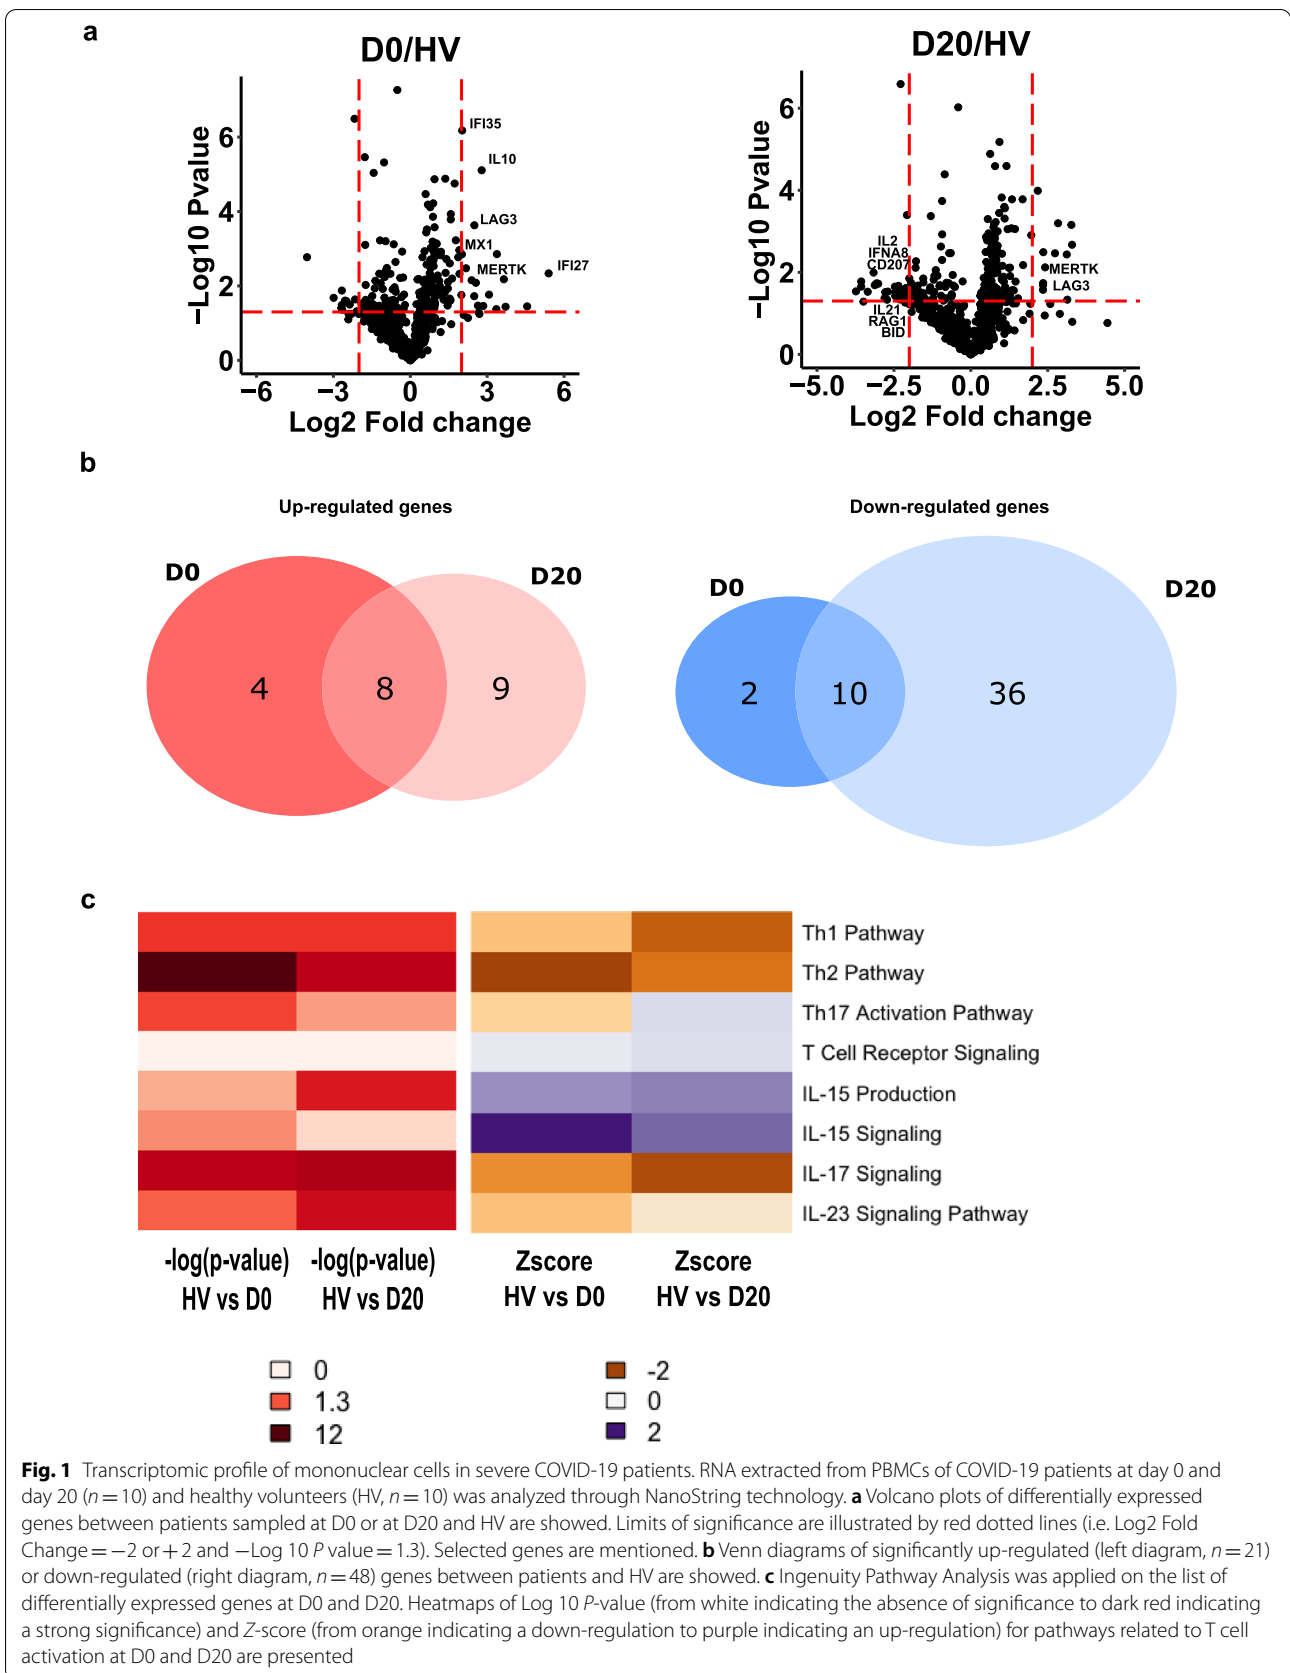 a
D0/HV
−Log10 Pvalue
6
4
2
0
IFI35
IL10
LAG3
MX1
MERTK
IFI27
−6 −3 0 3 6
Log2 Fold change
D20/HV
−Log10 Pvalue
6
4
2
0
IL2
IFNA8
CD207
MERTK
LAG3
IL21
RAG1
BID
−5.0 −2.5 0.0 2.5 5.0
Log2 Fold change
b
Up-regulated genes
D0
D20
4 8 9
Down-regulated genes
D0
D20
2 10 36
c
Th1 Pathway
Th2 Pathway
Th17 Activation Pathway
T Cell Receptor Signaling
IL-15 Production
IL-15 Signaling
IL-17 Signaling
IL-23 Signaling Pathway
-log(p-value) HV vs D0
-log(p-value) HV vs D20
Zscore HV vs D0
Zscore HV vs D20
0
1.3
12
-2
0
2
Fig. 1 Transcriptomic profile of mononuclear cells in severe COVID-19 patients. RNA extracted from PBMCs of COVID-19 patients at day 0 and
day 20 (n = 10) and healthy volunteers (HV, n = 10) was analyzed through NanoString technology. a Volcano plots of differentially expressed
genes between patients sampled at D0 or at D20 and HV are showed. Limits of significance are illustrated by red dotted lines (i.e. Log2 Fold
Change = −2 or + 2 and −Log 10 P value = 1.3). Selected genes are mentioned. b Venn diagrams of significantly up-regulated (left diagram, n = 21)
or down-regulated (right diagram, n = 48) genes between patients and HV are showed. c Ingenuity Pathway Analysis was applied on the list of
differentially expressed genes at D0 and D20. Heatmaps of Log 10 P-value (from white indicating the absence of significance to dark red indicating
a strong significance) and Z-score (from orange indicating a down-regulation to purple indicating an up-regulation) for pathways related to T cell
activation at D0 and D20 are presented